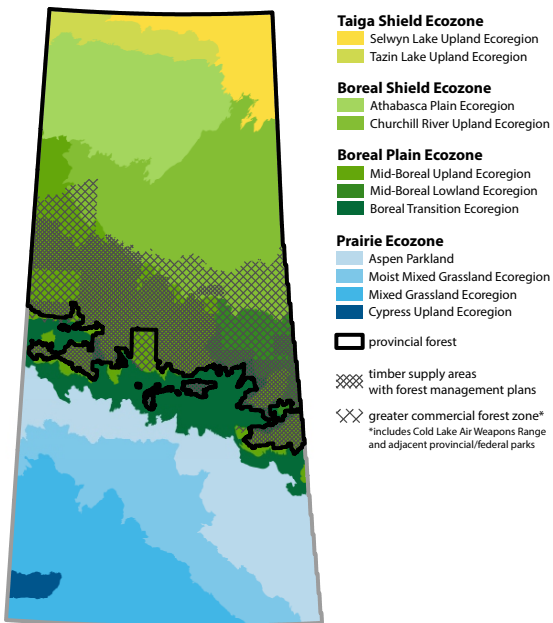 Taiga Shield Ecozone
Selwyn Lake Upland Ecoregion
Tazin Lake Upland Ecoregion
Boreal Shield Ecozone
Athabasca Plain Ecoregion
Churchill River Upland Ecoregion
Boreal Plain Ecozone
Mid-Boreal Upland Ecoregion
Mid-Boreal Lowland Ecoregion
Boreal Transition Ecoregion
Prairie Ecozone
Aspen Parkland
Moist Mixed Grassland Ecoregion
Mixed Grassland Ecoregion
Cypress Upland Ecoregion
provincial forest
timber supply areas
with forest management plans
greater commercial forest zone*
*includes Cold Lake Air Weapons Range
and adjacent provincial/federal parks